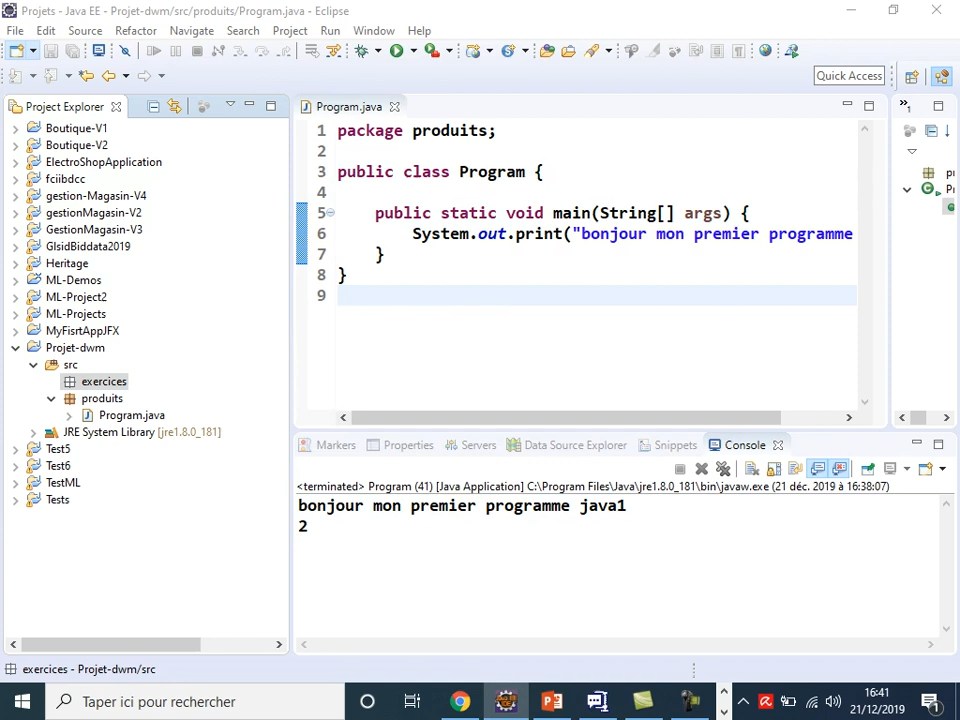 Projets - Java EE - Projet-dwm/src/produits/Program.java - Eclipse
File Edit Source Refactor Navigate Search Project Run Window Help
Quick Access
Project Explorer
Boutique-V1
Boutique-V2
ElectroShopApplication
fciibdcc
gestion-Magasin-V4
gestionMagasin-V2
GestionMagasin-V3
GlsidBiddata2019
Heritage
ML-Demos
ML-Project2
ML-Projects
MyFisrtAppJFX
Projet-dwm
src
exercices
produits
Program.java
JRE System Library [jre1.8.0_181]
Test5
Test6
TestML
Tests
Program.java
1 package produits;
2
3 public class Program {
4
5 public static void main(String[] args) {
6 System.out.print("bonjour mon premier programme
7 }
8 }
9
Markers Properties Servers Data Source Explorer Snippets Console
<terminated> Program (41) [Java Application] C:\Program Files\Java\jre1.8.0_181\bin\javaw.exe (21 déc. 2019 à 16:38:07)
bonjour mon premier programme java1
2
exercices - Projet-dwm/src
Taper ici pour rechercher
16:41
21/12/2019